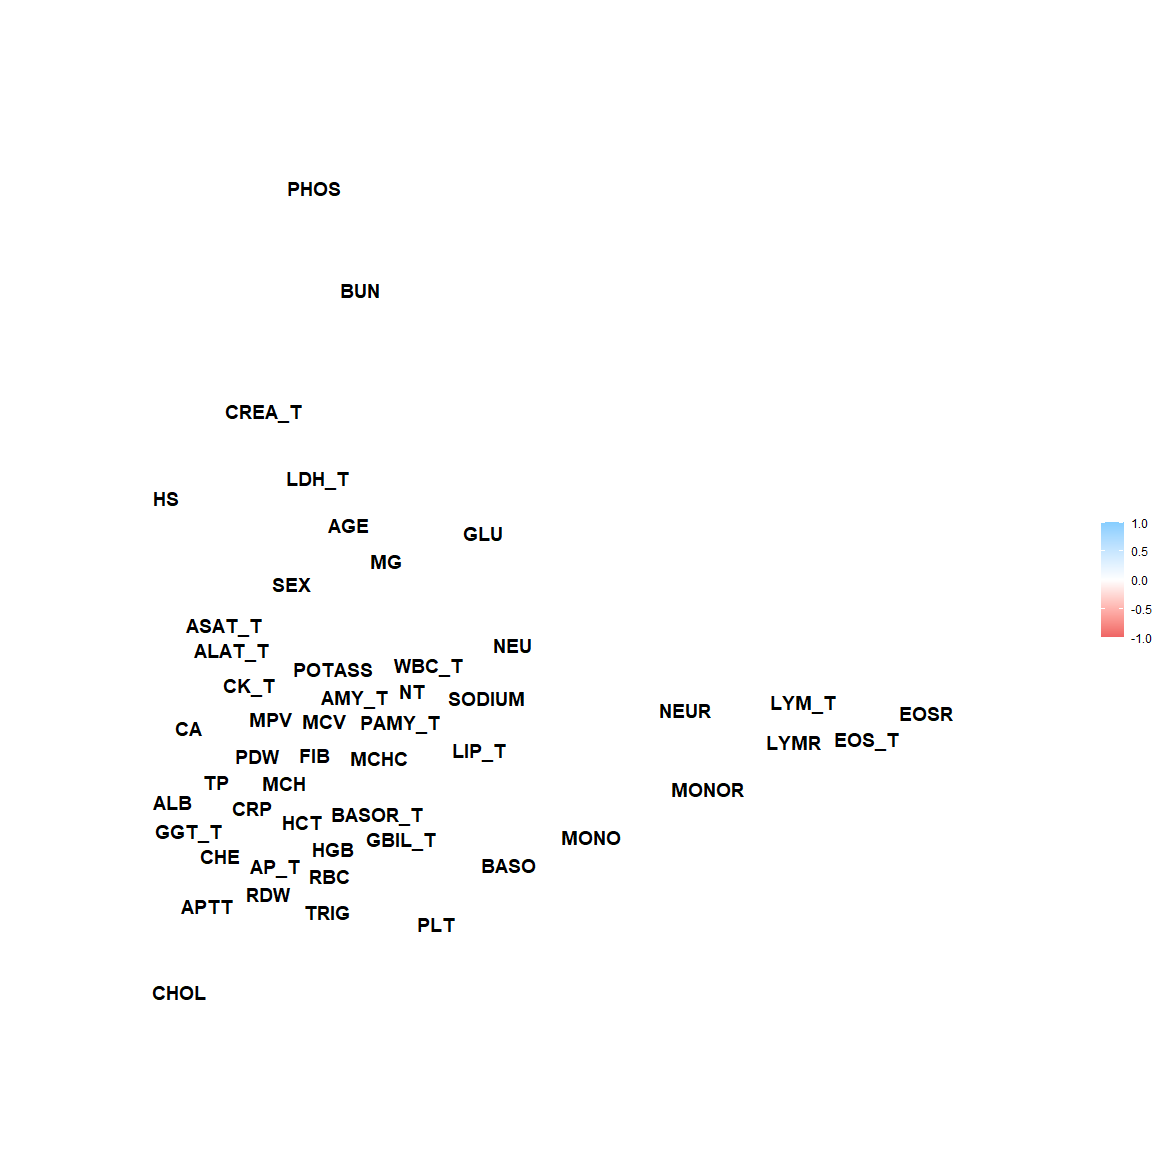 PHOS
BUN
CREA_T
LDH_T
HS
AGE
GLU
MG
SEX
ASAT_T
ALAT_T
NEU
POTASS
WBC_T
CK_T
AMY_T
NT
SODIUM
MPV
MCV
PAMY_T
CA
PDW
FIB
MCHC
LIP_T
TP
MCH
ALB
CRP
HCT
BASOR_T
GGT_T
GBIL_T
CHE
HGB
AP_T
RBC
BASO
APTT
RDW
TRIG
PLT
CHOL
MONO
MONOR
NEUR
LYM_T
EOSR
LYMR
EOS_T
1.0
0.5
0.0
-0.5
-1.0